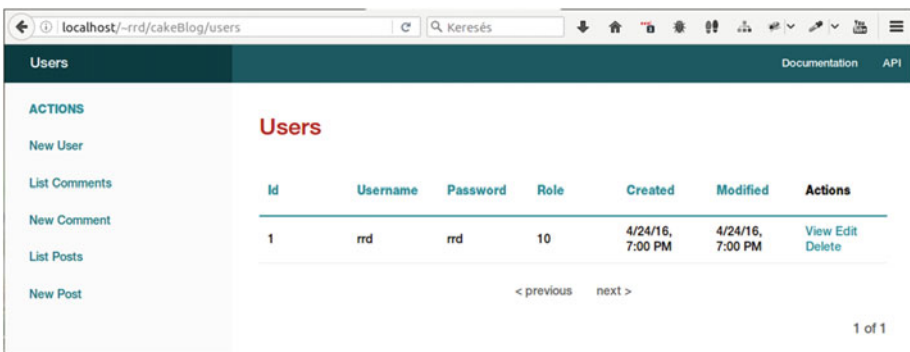 localhost/~rrd/cakeBlog/users
Keresés
Users
Documentation API
ACTIONS
New User
List Comments
New Comment
List Posts
New Post
Users
Id Username Password Role Created Modified Actions
1 rrd rrd 10 4/24/16, 7:00 PM 4/24/16, 7:00 PM View Edit Delete
< previous next >
1 of 1